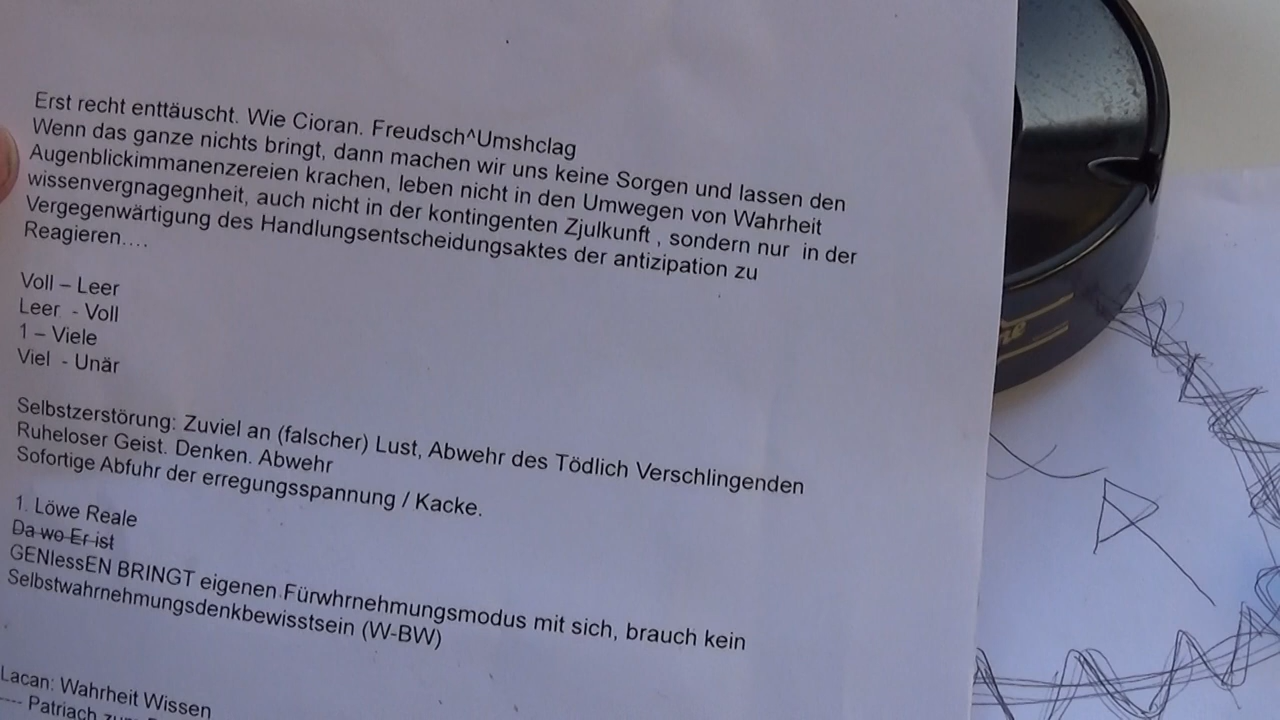 Erst recht enttäuscht. Wie Cioran. Freudsch^Umshclag
Wenn das ganze nichts bringt, dann machen wir uns keine Sorgen und lassen den
Augenblickimmanenzereien krachen, leben nicht in den Umwegen von Wahrheit
wissenvergnagegnheit, auch nicht in der kontingenten Zjulkunft , sondern nur in der
Vergegenwärtigung des Handlungsentscheidungsaktes der antizipation zu
Reagieren….
Voll – Leer
Leer - Voll
1 – Viele
Viel - Unär
Selbstzerstörung: Zuviel an (falscher) Lust, Abwehr des Tödlich Verschlingenden
Ruheloser Geist. Denken. Abwehr
Sofortige Abfuhr der erregungsspannung / Kacke.
1. Löwe Reale
Da wo Er ist
GENIessEN BRINGT eigenen Fürwhrnehmungsmodus mit sich, brauch kein
Selbstwahrnehmungsdenkbewisstsein (W-BW)
Lacan: Wahrheit Wissen
---- Patriach